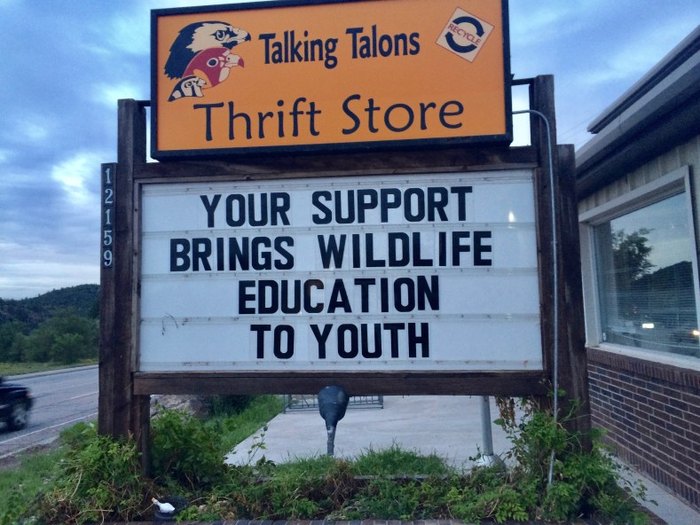 Talking Talons
RECYCLE
Thrift Store
12159
YOUR SUPPORT
BRINGS WILDLIFE
EDUCATION
TO YOUTH